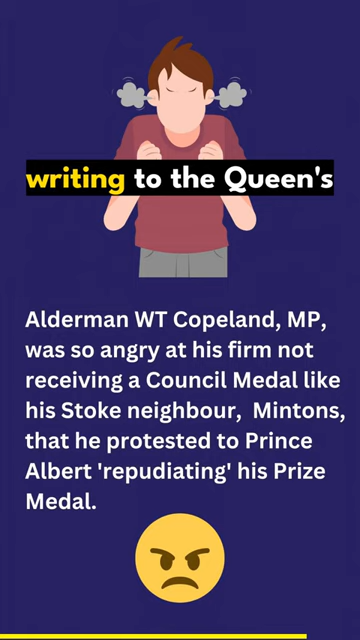 writing to the Queen's
Alderman WT Copeland, MP,
was so angry at his firm not
receiving a Council Medal like
his Stoke neighbour,  Mintons,
that he protested to Prince
Albert 'repudiating' his Prize
Medal.